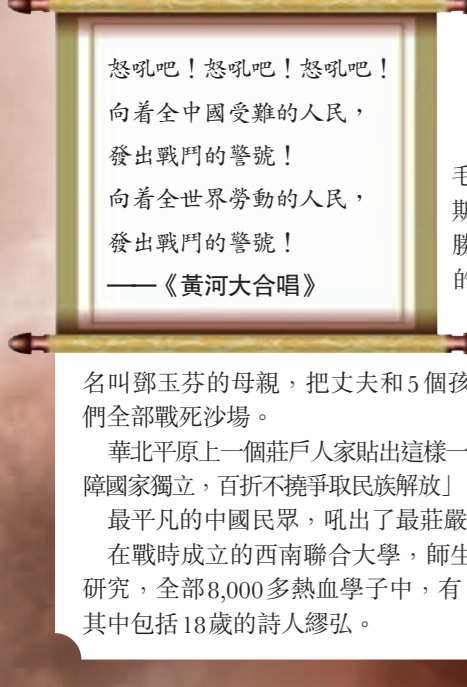 怒吼吧！怒吼吧！怒吼吧！
向着全中國受難的人民，
發出戰鬥的警號！
向着全世界勞動的人民，
發出戰鬥的警號！
——《黃河大合唱》
毛
斯
勝
的
名叫鄧玉芬的母親，把丈夫和5個孩
們全部戰死沙場。
華北平原上一個莊戶人家貼出這樣一
障國家獨立，百折不撓爭取民族解放」
最平凡的中國民眾，吼出了最莊嚴
在戰時成立的西南聯合大學，師生
研究，全部8,000多熱血學子中，有
其中包括18歲的詩人繆弘。